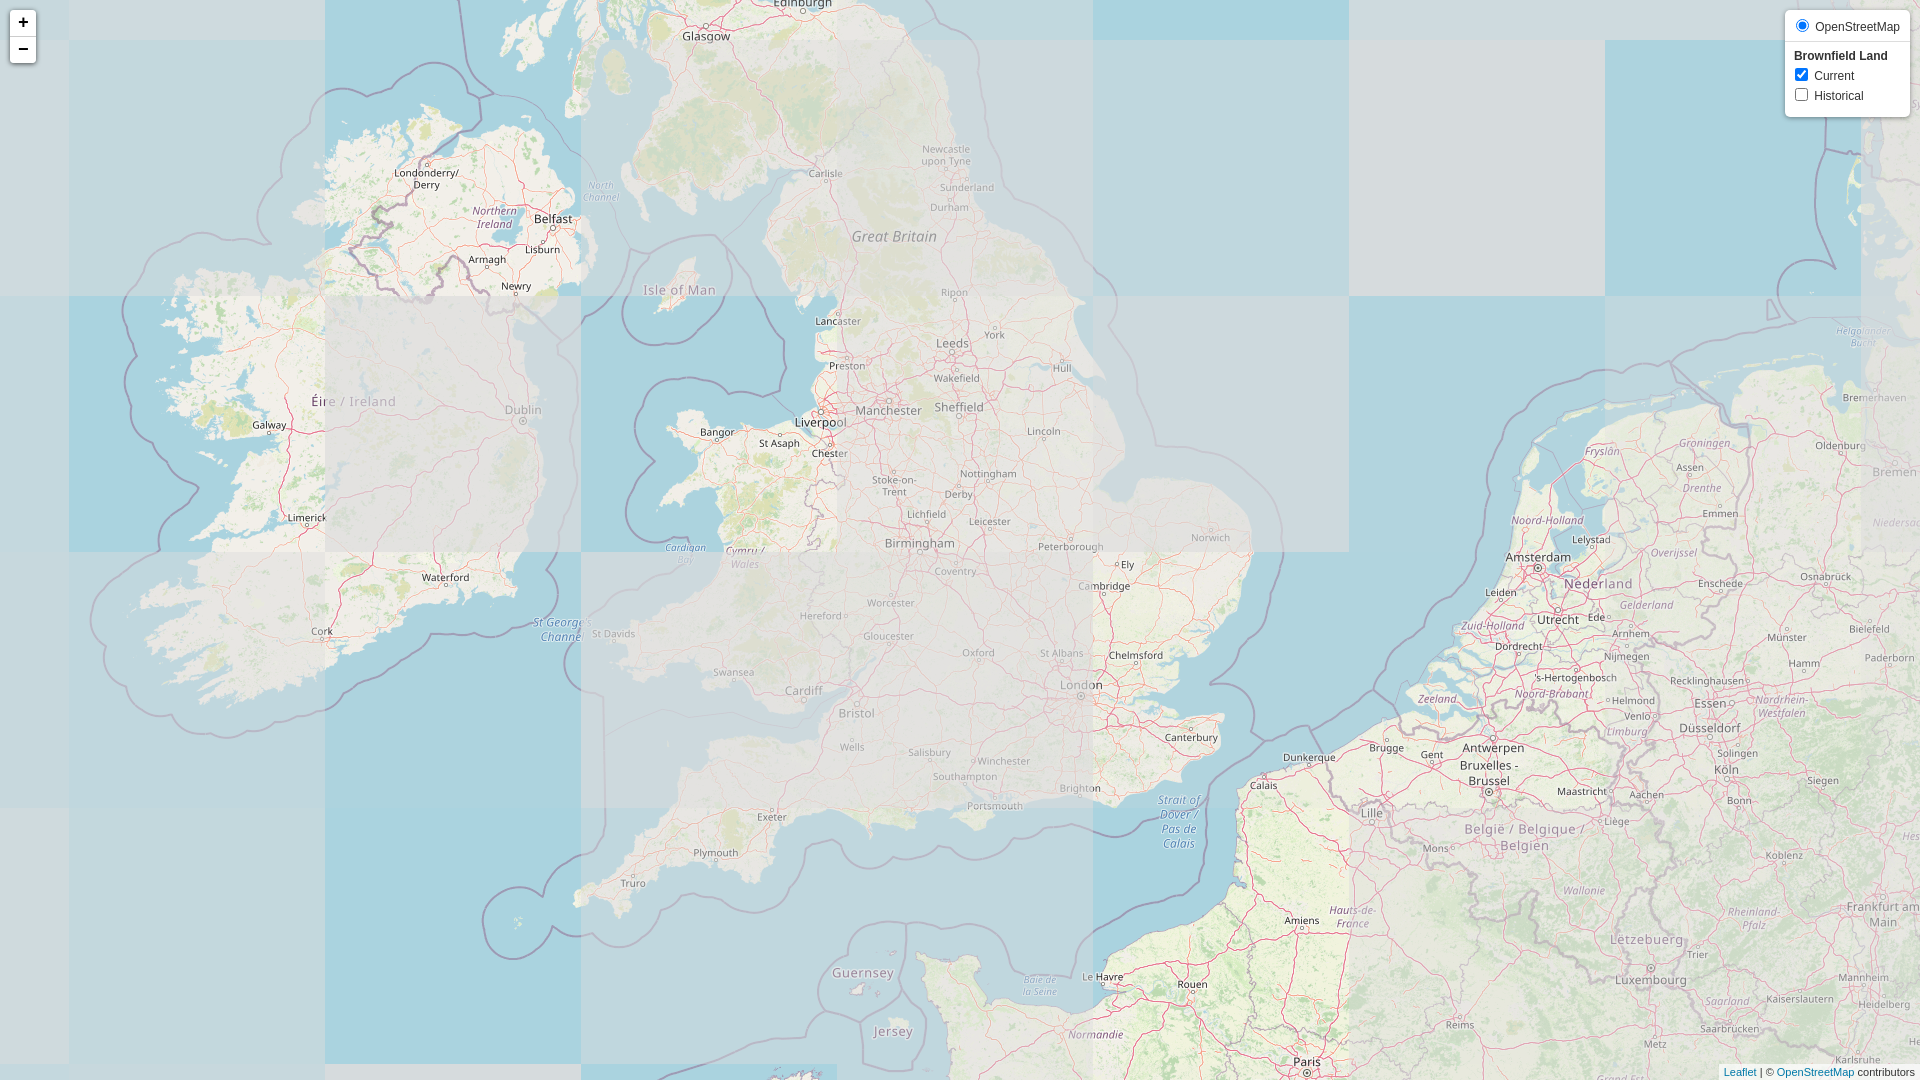 +
−
OpenStreetMap
Brownfield Land
Current
Historical
Edinburgh
Glasgow
Londonderry/
Derry
Northern
Ireland
Belfast
Lisburn
Armagh
Newry
North
Channel
Carlisle
Newcastle
upon Tyne
Sunderland
Durham
Great Britain
Isle of Man
Ripon
Lancaster
York
Leeds
Preston
Hull
Wakefield
Manchester
Sheffield
Liverpool
Lincoln
Bangor
St Asaph
Chester
Éire / Ireland
Dublin
Galway
Limerick
Waterford
Cork
St George's
Channel
Stoke-on-
Trent
Nottingham
Derby
Lichfield
Leicester
Birmingham
Peterborough
Norwich
Cardigan
Bay
Cymru /
Wales
Coventry
Ely
Cambridge
Worcester
Hereford
St Davids
Gloucester
Oxford
St Albans
Chelmsford
Swansea
Cardiff
London
Bristol
Canterbury
Wells
Salisbury
Winchester
Southampton
Brighton
Portsmouth
Exeter
Plymouth
Truro
Strait of
Dover /
Pas de
Calais
Dunkerque
Calais
Guernsey
Jersey
Baie de
la Seine
Le Havre
Rouen
Normandie
Amiens
Hauts-de-
France
Paris
Reims
Helgoländer
Bucht
Bremerhaven
Oldenburg
Bremen
Groningen
Fryslân
Assen
Drenthe
Emmen
Noord-Holland
Lelystad
Amsterdam
Overijssel
Nederland
Enschede
Osnabrück
Leiden
Gelderland
Utrecht
Ede
Zuid-Holland
Arnhem
Münster
Bielefeld
Dordrecht
Nijmegen
Hamm
Paderborn
's-Hertogenbosch
Recklinghausen
Zeeland
Noord-Brabant
Helmond
Essen
Nordrhein-
Westfalen
Venlo
Limburg
Düsseldorf
Brugge
Gent
Antwerpen
Solingen
Bruxelles -
Brussel
Köln
Siegen
Maastricht
Aachen
Bonn
Lille
Liège
België / Belgique /
Belgien
Mons
Koblenz
Wallonie
Rheinland-
Pfalz
Frankfurt am
Main
Lëtzebuerg
Trier
Luxembourg
Mannheim
Saarland
Kaiserslautern
Heidelberg
Saarbrücken
Metz
Karlsruhe
Grand Est
Leaflet | © OpenStreetMap contributors